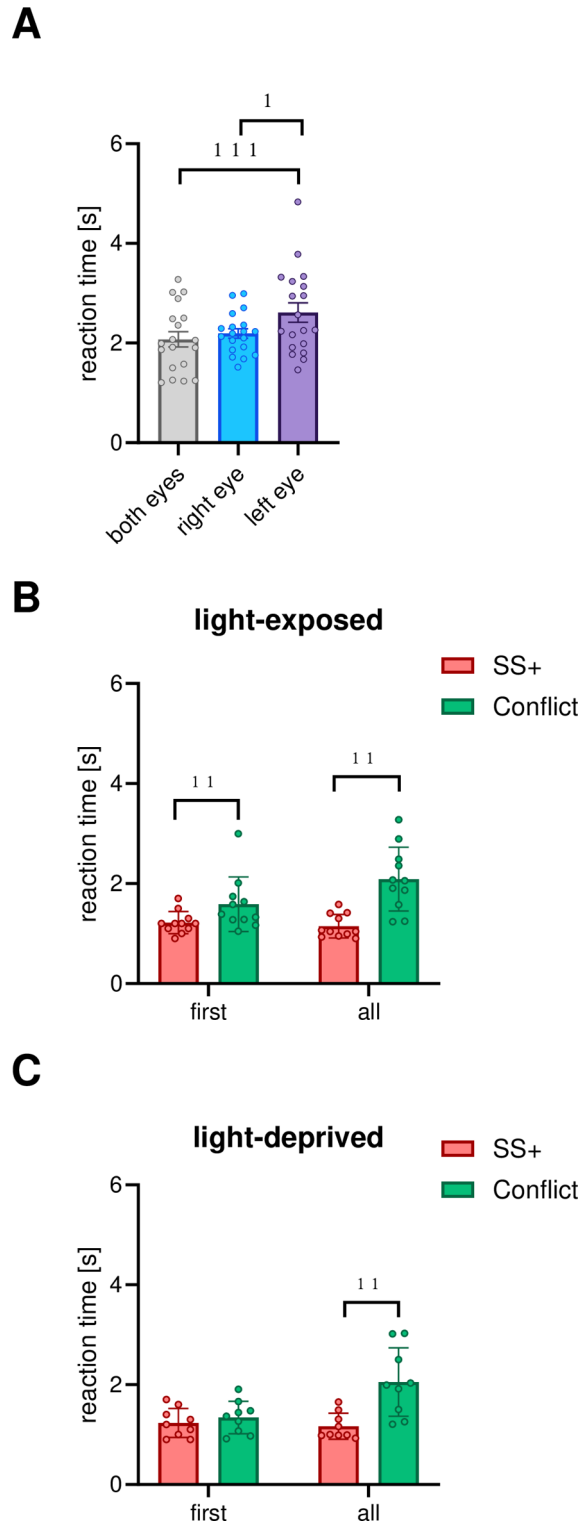 A
1
1 1 1
6
4
2
0
reaction time [s]
both eyes
right eye
left eye
B
light-exposed
SS+
Conflict
6
4
2
0
reaction time [s]
1 1
1 1
first
all
C
light-deprived
SS+
Conflict
6
4
2
0
reaction time [s]
1 1
first
all